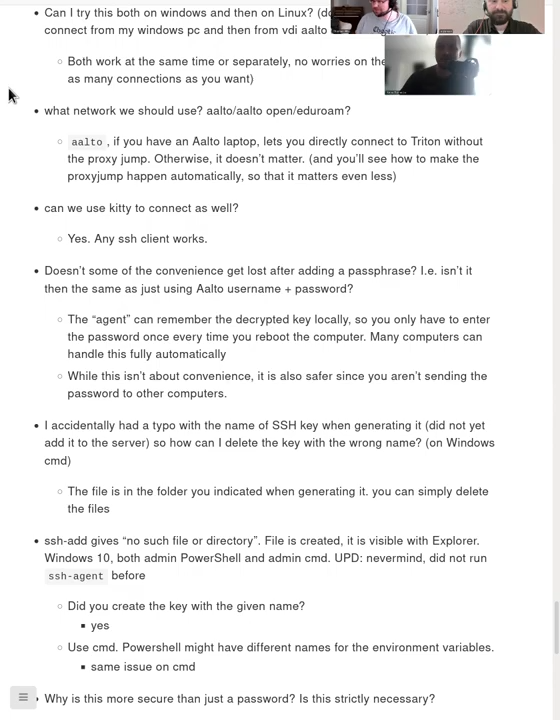 Can I try this both on windows and then on Linux?
connect from my windows pc and then from vdi aalto
Both work at the same time or separately, no worries on the
as many connections as you want)
what network we should use? aalto/aalto open/eduroam?
aalto , if you have an Aalto laptop, lets you directly connect to Triton without
the proxy jump. Otherwise, it doesn't matter. (and you'll see how to make the
proxyjump happen automatically, so that it matters even less)
can we use kitty to connect as well?
Yes. Any ssh client works.
Doesn't some of the convenience get lost after adding a passphrase? I.e. isn't it
then the same as just using Aalto username + password?
The “agent” can remember the decrypted key locally, so you only have to enter
the password once every time you reboot the computer. Many computers can
handle this fully automatically
While this isn't about convenience, it is also safer since you aren't sending the
password to other computers.
I accidentally had a typo with the name of SSH key when generating it (did not yet
add it to the server) so how can I delete the key with the wrong name? (on Windows
cmd)
The file is in the folder you indicated when generating it. you can simply delete
the files
ssh-add gives “no such file or directory”. File is created, it is visible with Explorer.
Windows 10, both admin PowerShell and admin cmd. UPD: nevermind, did not run
ssh-agent before
Did you create the key with the given name?
yes
Use cmd. Powershell might have different names for the environment variables.
same issue on cmd
Why is this more secure than just a password? Is this strictly necessary?